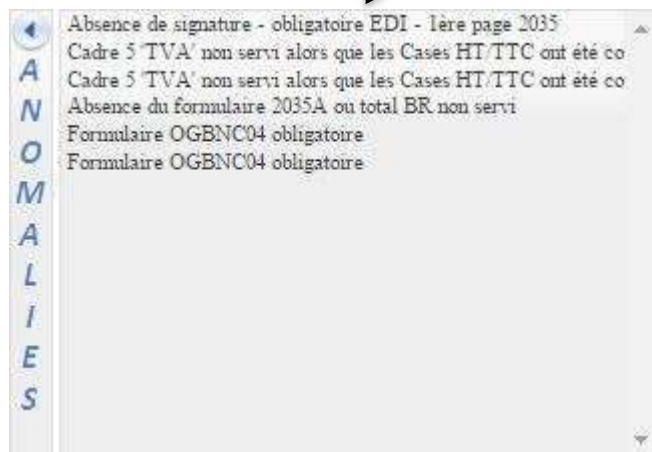 Absence de signature - obligatoire EDI - 1ère page 2035
Cadre 5 'TVA' non servi alors que les Cases HT/TTC ont été co
Cadre 5 'TVA' non servi alors que les Cases HT/TTC ont été co
Absence du formulaire 2035A ou total BR non servi
Formulaire OGBNC04 obligatoire
Formulaire OGBNC04 obligatoire
ANOMALIES